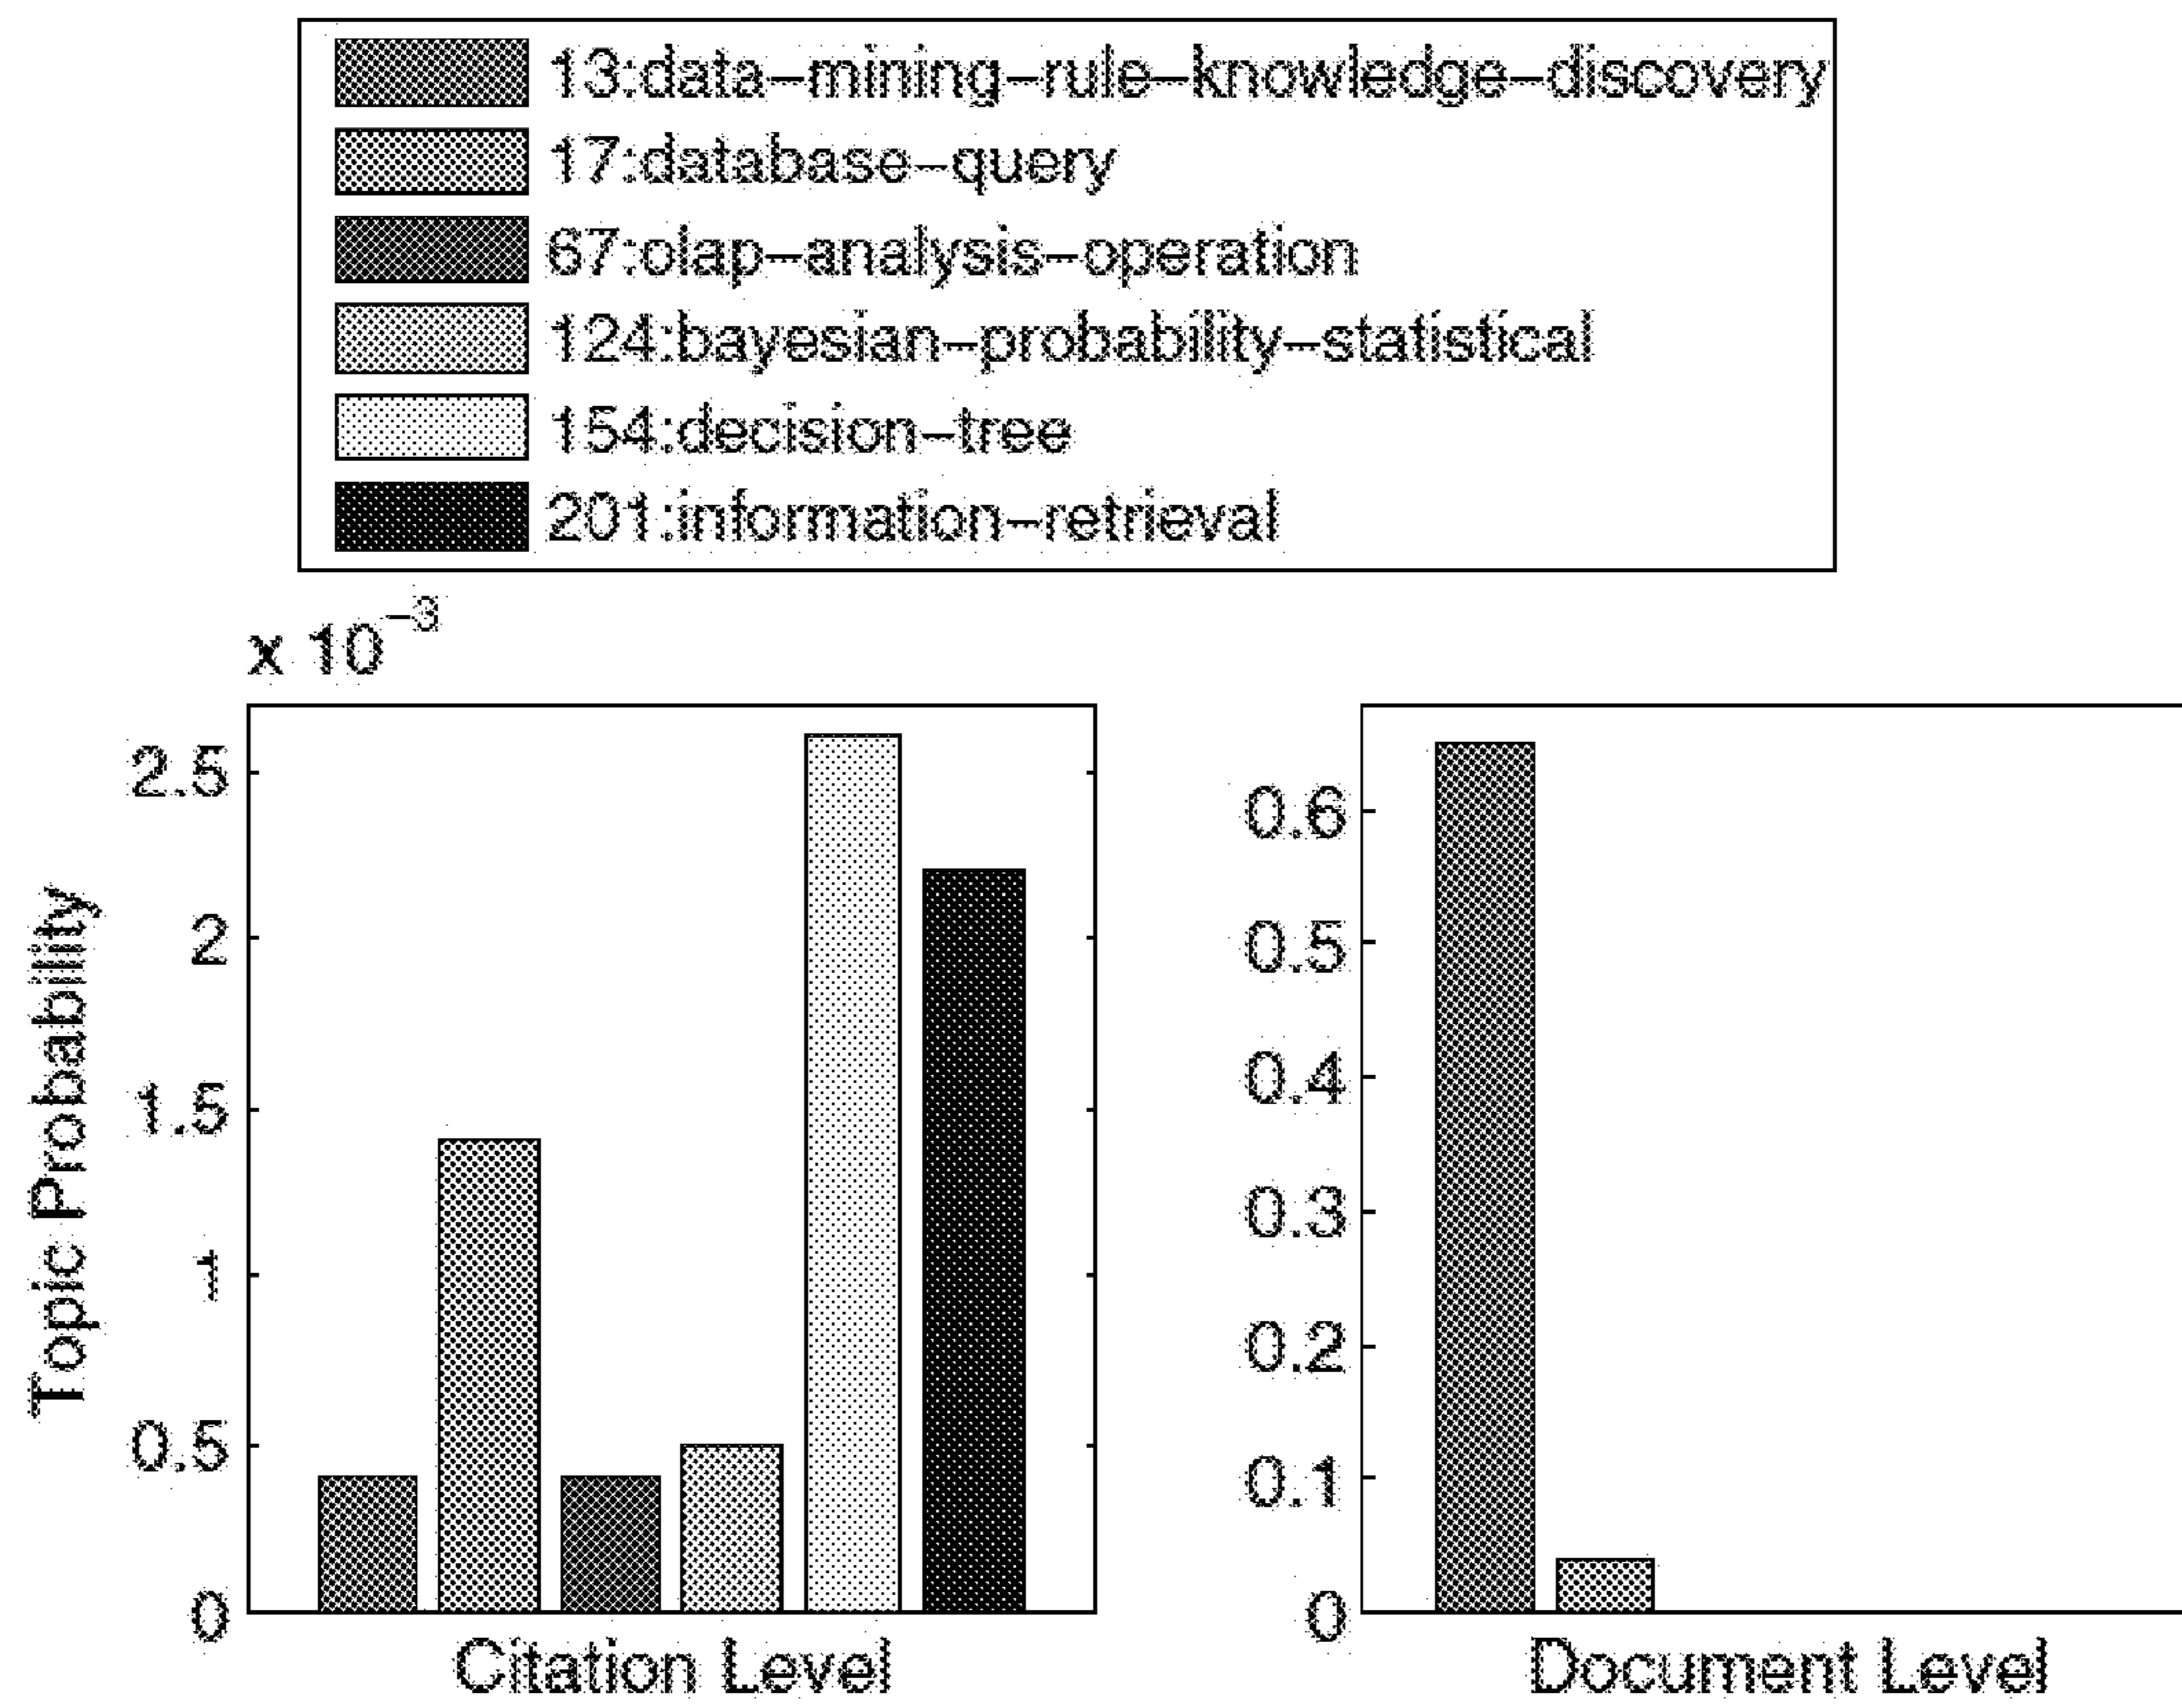 13:data−mining−rule−knowledge−discovery
17:database−query
67:olap−analysis−operation
124:bayesian−probability−statistical
154:decision−tree
201:information−retrieval
x 10−3
Topic Probability
2.5
2
1.5
1
0.5
0
Citation Level
0.6
0.5
0.4
0.3
0.2
0.1
0
Document Level